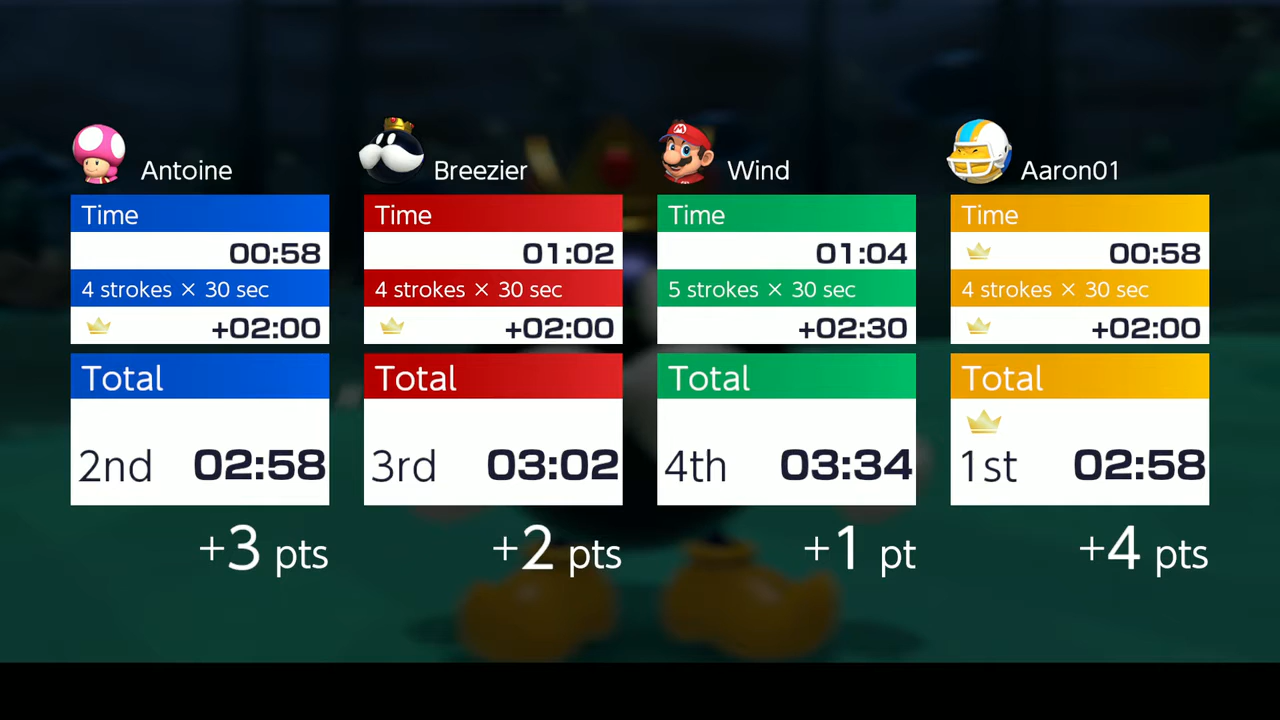 Antoine
Time
00:58
4 strokes × 30 sec
+02:00
Total
2nd 02:58
+3 pts
Breezier
Time
01:02
4 strokes × 30 sec
+02:00
Total
3rd 03:02
+2 pts
M
Wind
Time
01:04
5 strokes × 30 sec
+02:30
Total
4th 03:34
+1 pt
Aaron01
Time
00:58
4 strokes × 30 sec
+02:00
Total
1st 02:58
+4 pts